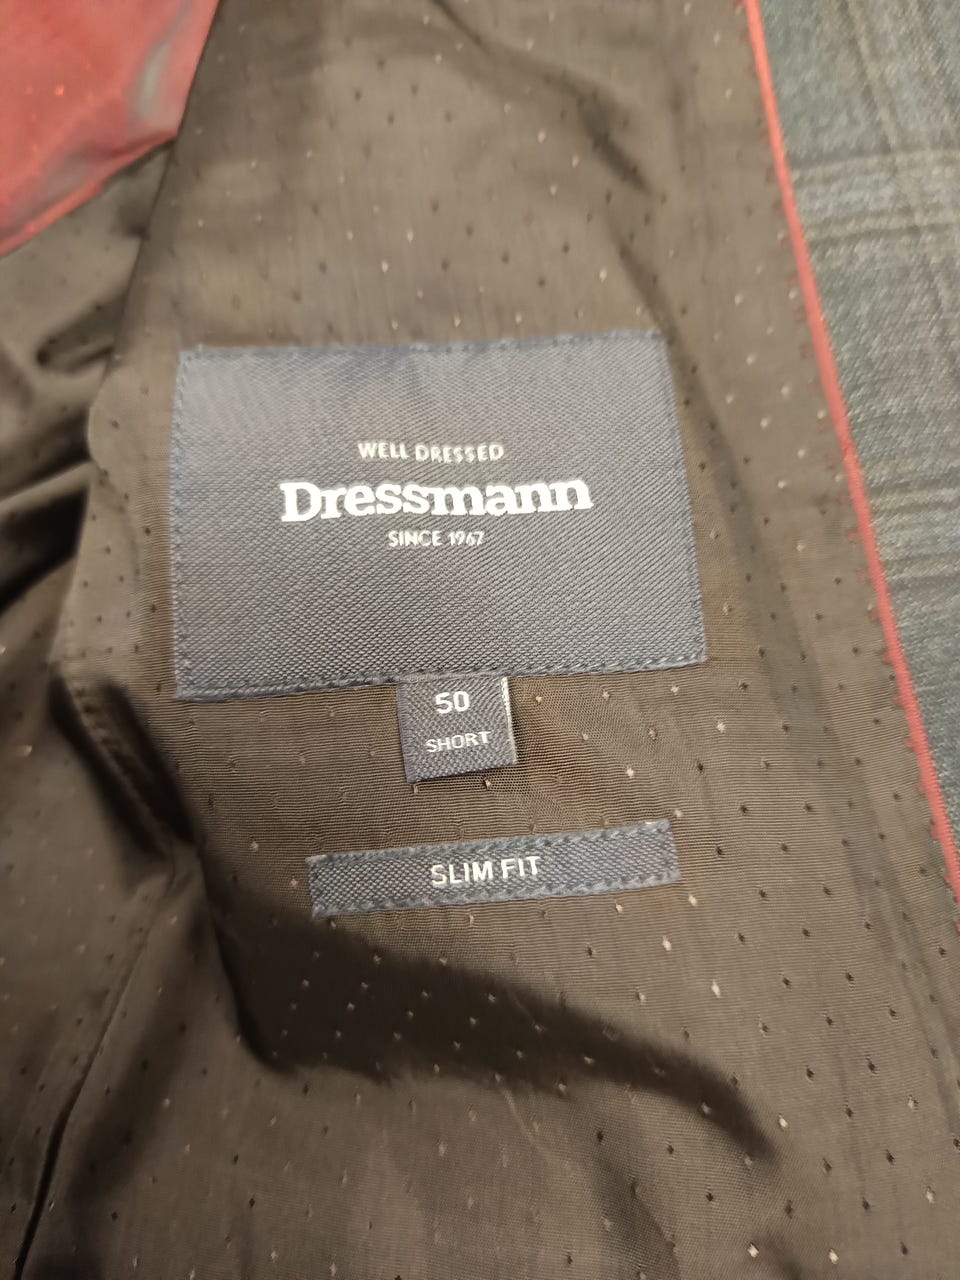 WELL DRESSED
Dressmann
SINCE 1967
50
SHORT
SLIM FIT